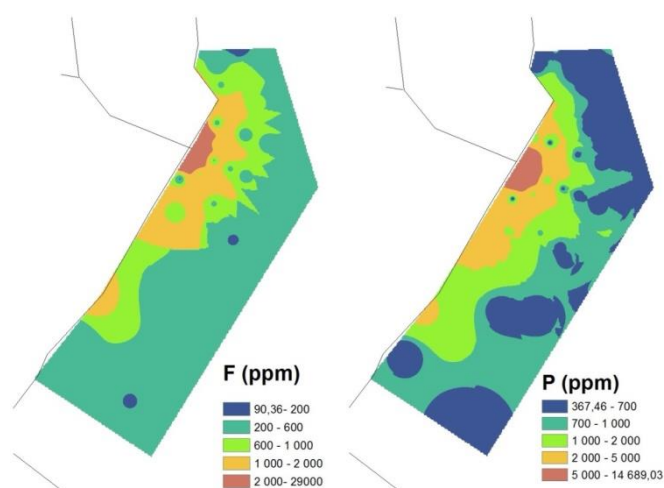 F (ppm)
90,36- 200
200 - 600
600 - 1 000
1 000 - 2 000
2 000- 29000
P (ppm)
367,46 - 700
700 - 1 000
1 000 - 2 000
2 000 - 5 000
5 000 - 14 689,03